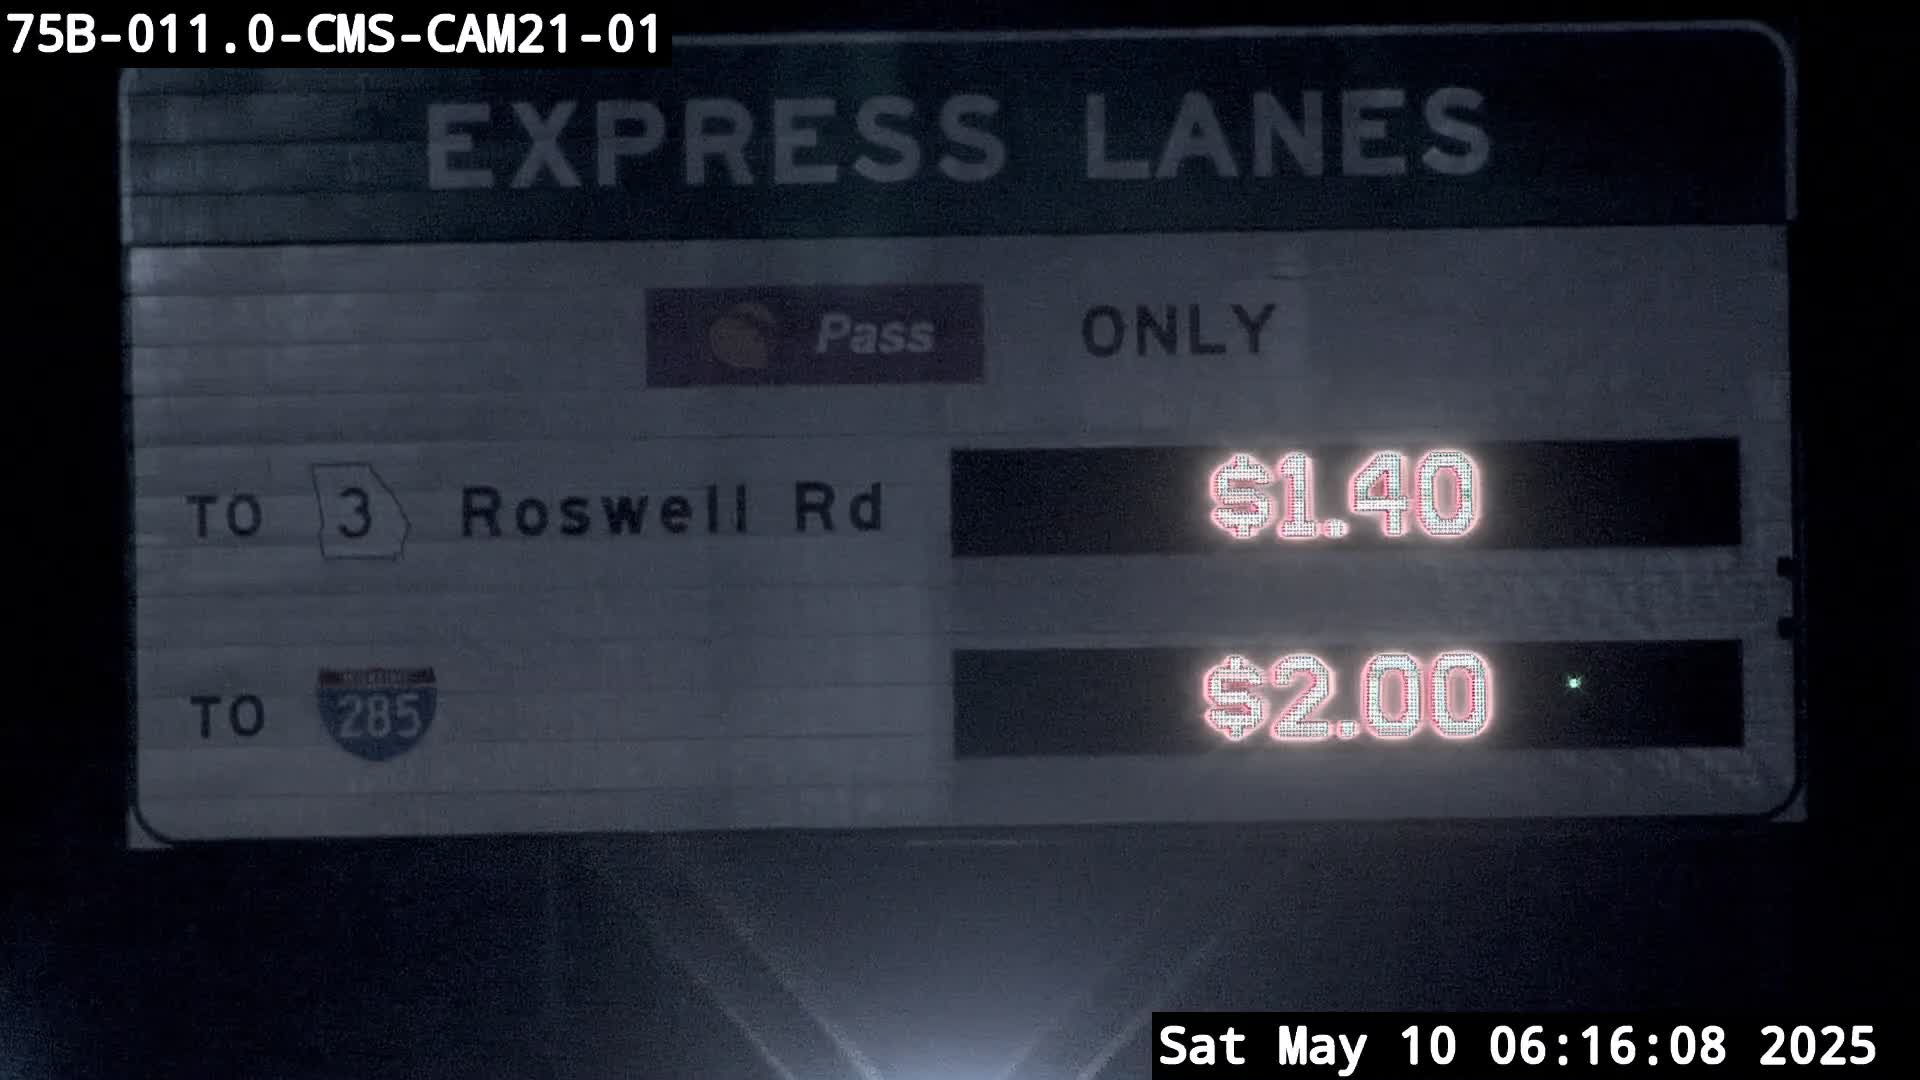 75B-011.0-CMS-CAM21-01
EXPRESS LANES
Pass ONLY
TO 3 Roswell Rd $1.40
TO 285 $2.00
Sat May 10 06:16:08 2025